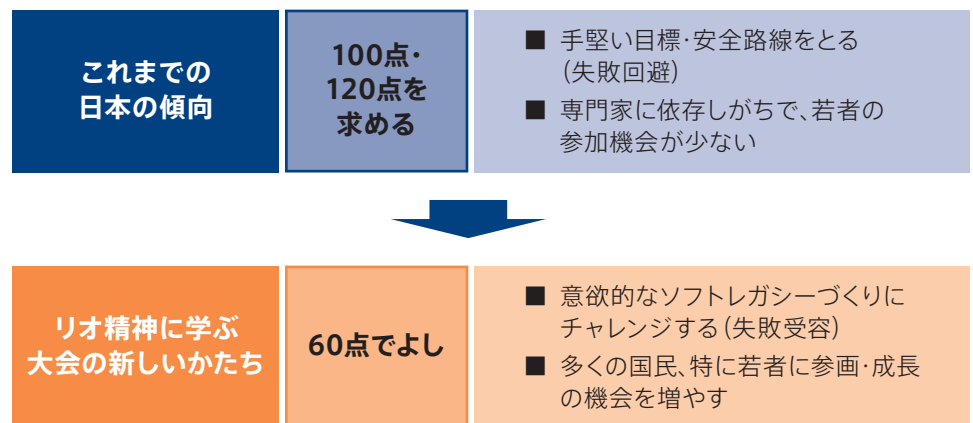 これまでの
日本の傾向
100点・
120点を
求める
■ 手堅い目標・安全路線をとる
(失敗回避)
■ 専門家に依存しがちで、若者の
参加機会が少ない
リオ精神に学ぶ
大会の新しいかたち
60点でよし
■ 意欲的なソフトレガシーづくりに
チャレンジする(失敗受容)
■ 多くの国民、特に若者に参画・成長
の機会を増やす